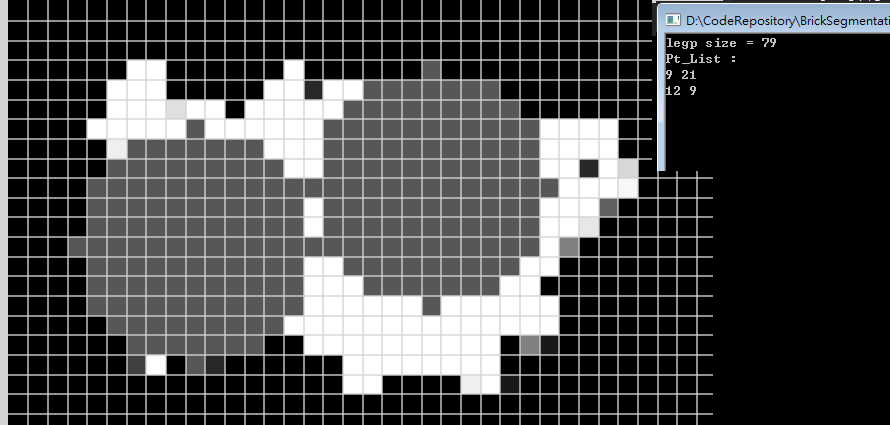 D:\CodeRepository\BrickSegmentati
legp size = 79
Pt_List :
9 21
12 9